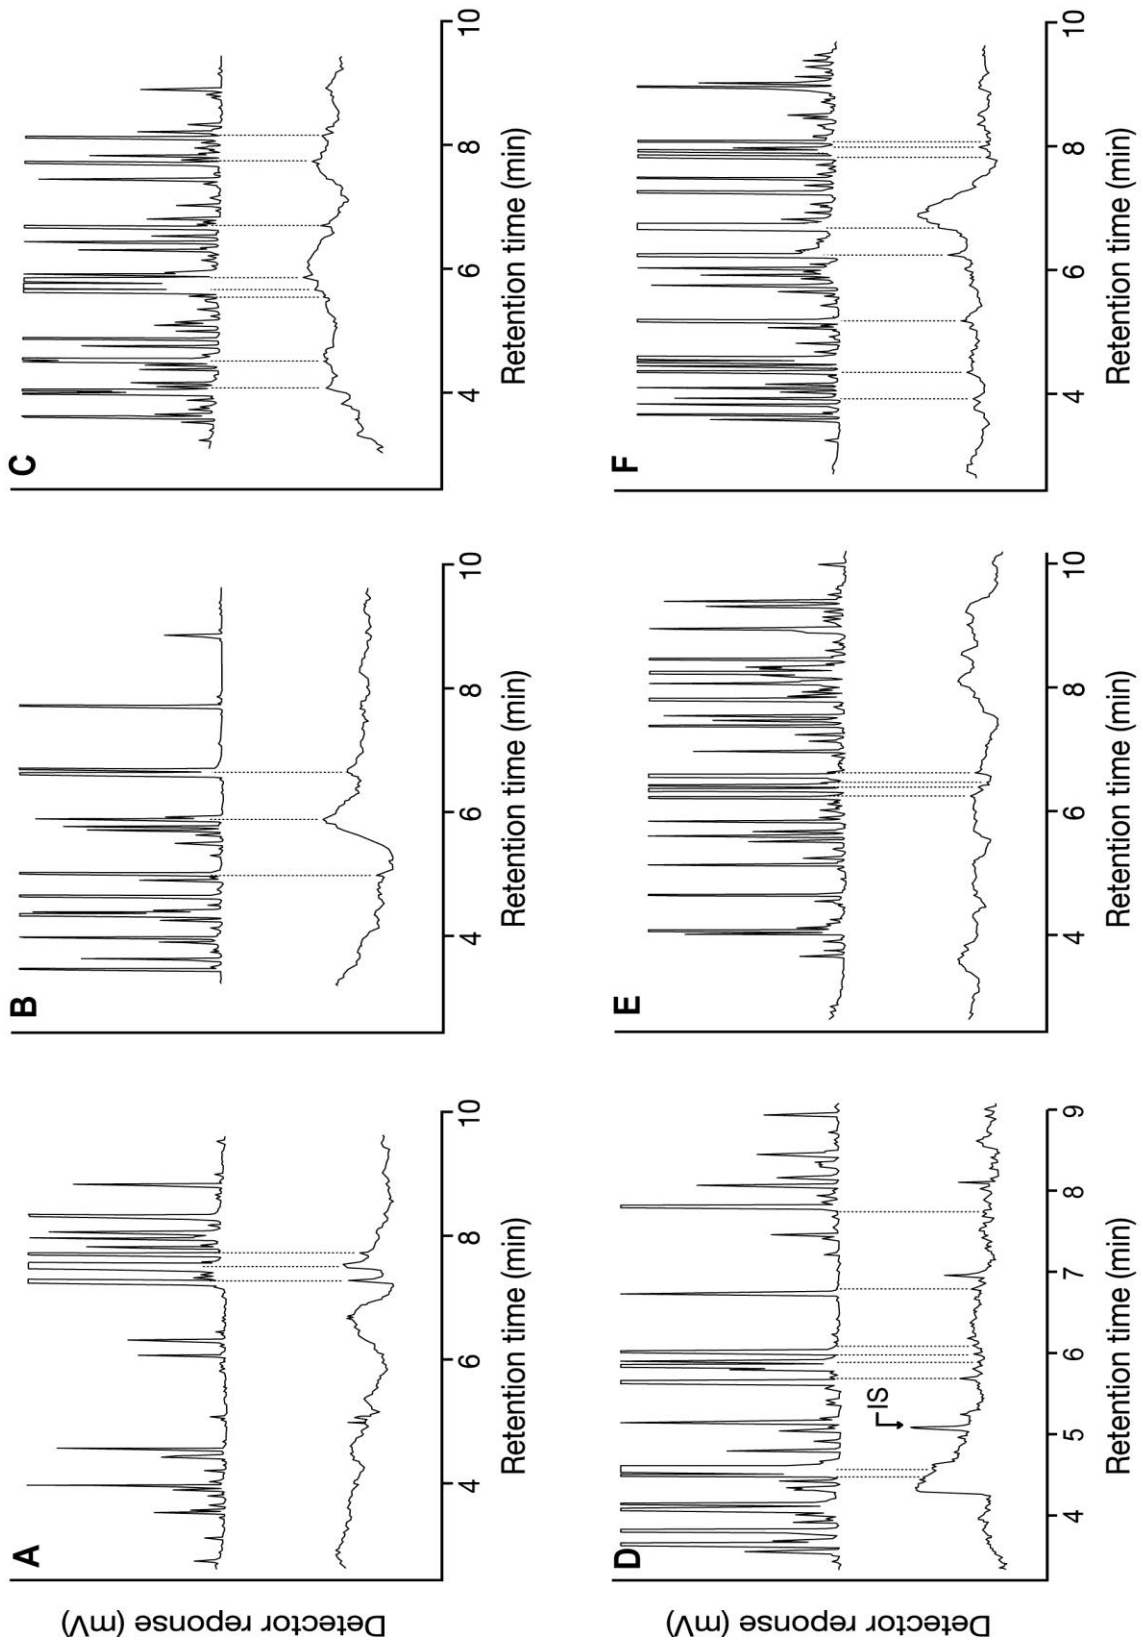 Detector reponse (mV)
A
4
6
8
10
Retention time (min)
B
4
6
8
10
Retention time (min)
C
4
6
8
10
Retention time (min)
Detector reponse (mV)
D
IS
4
5
6
7
8
9
Retention time (min)
E
4
6
8
10
Retention time (min)
F
4
6
8
10
Retention time (min)